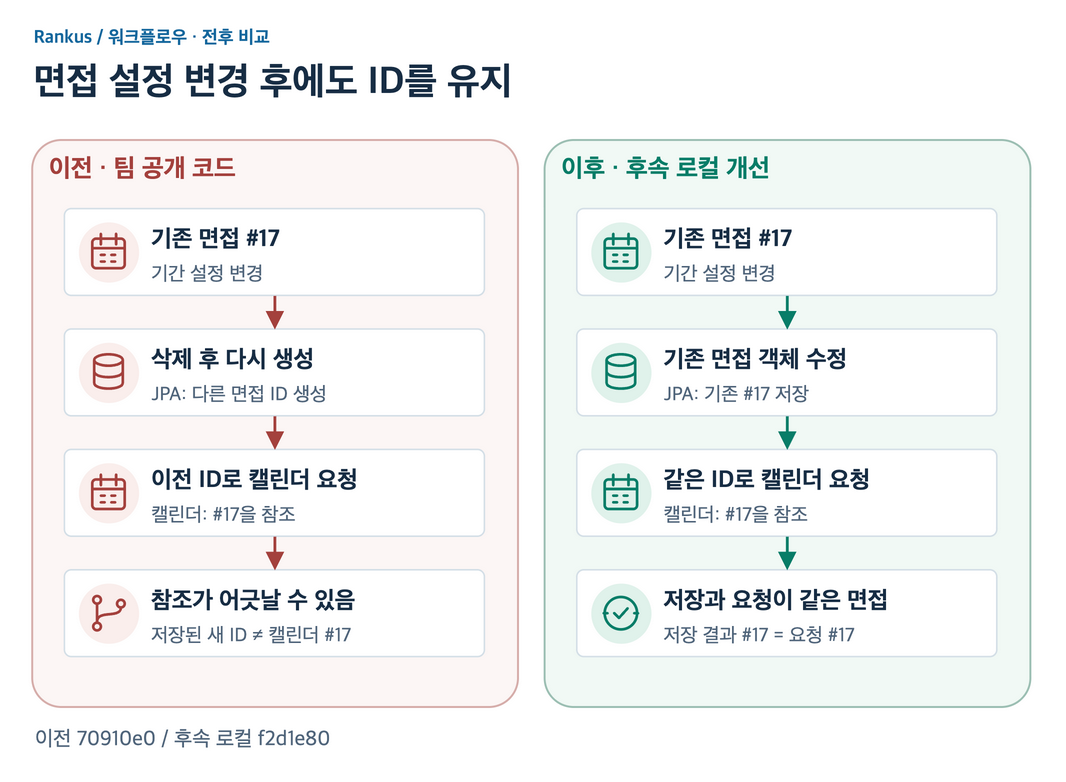 Rankus / 워크플로우 · 전후 비교
면접 설정 변경 후에도 ID를 유지
이전 · 팀 공개 코드
기존 면접 #17
기간 설정 변경
삭제 후 다시 생성
JPA: 다른 면접 ID 생성
이전 ID로 캘린더 요청
캘린더: #17을 참조
참조가 어긋날 수 있음
저장된 새 ID ≠ 캘린더 #17
이후 · 후속 로컬 개선
기존 면접 #17
기간 설정 변경
기존 면접 객체 수정
JPA: 기존 #17 저장
같은 ID로 캘린더 요청
캘린더: #17을 참조
저장과 요청이 같은 면접
저장 결과 #17 = 요청 #17
이전 70910e0 / 후속 로컬 f2d1e80